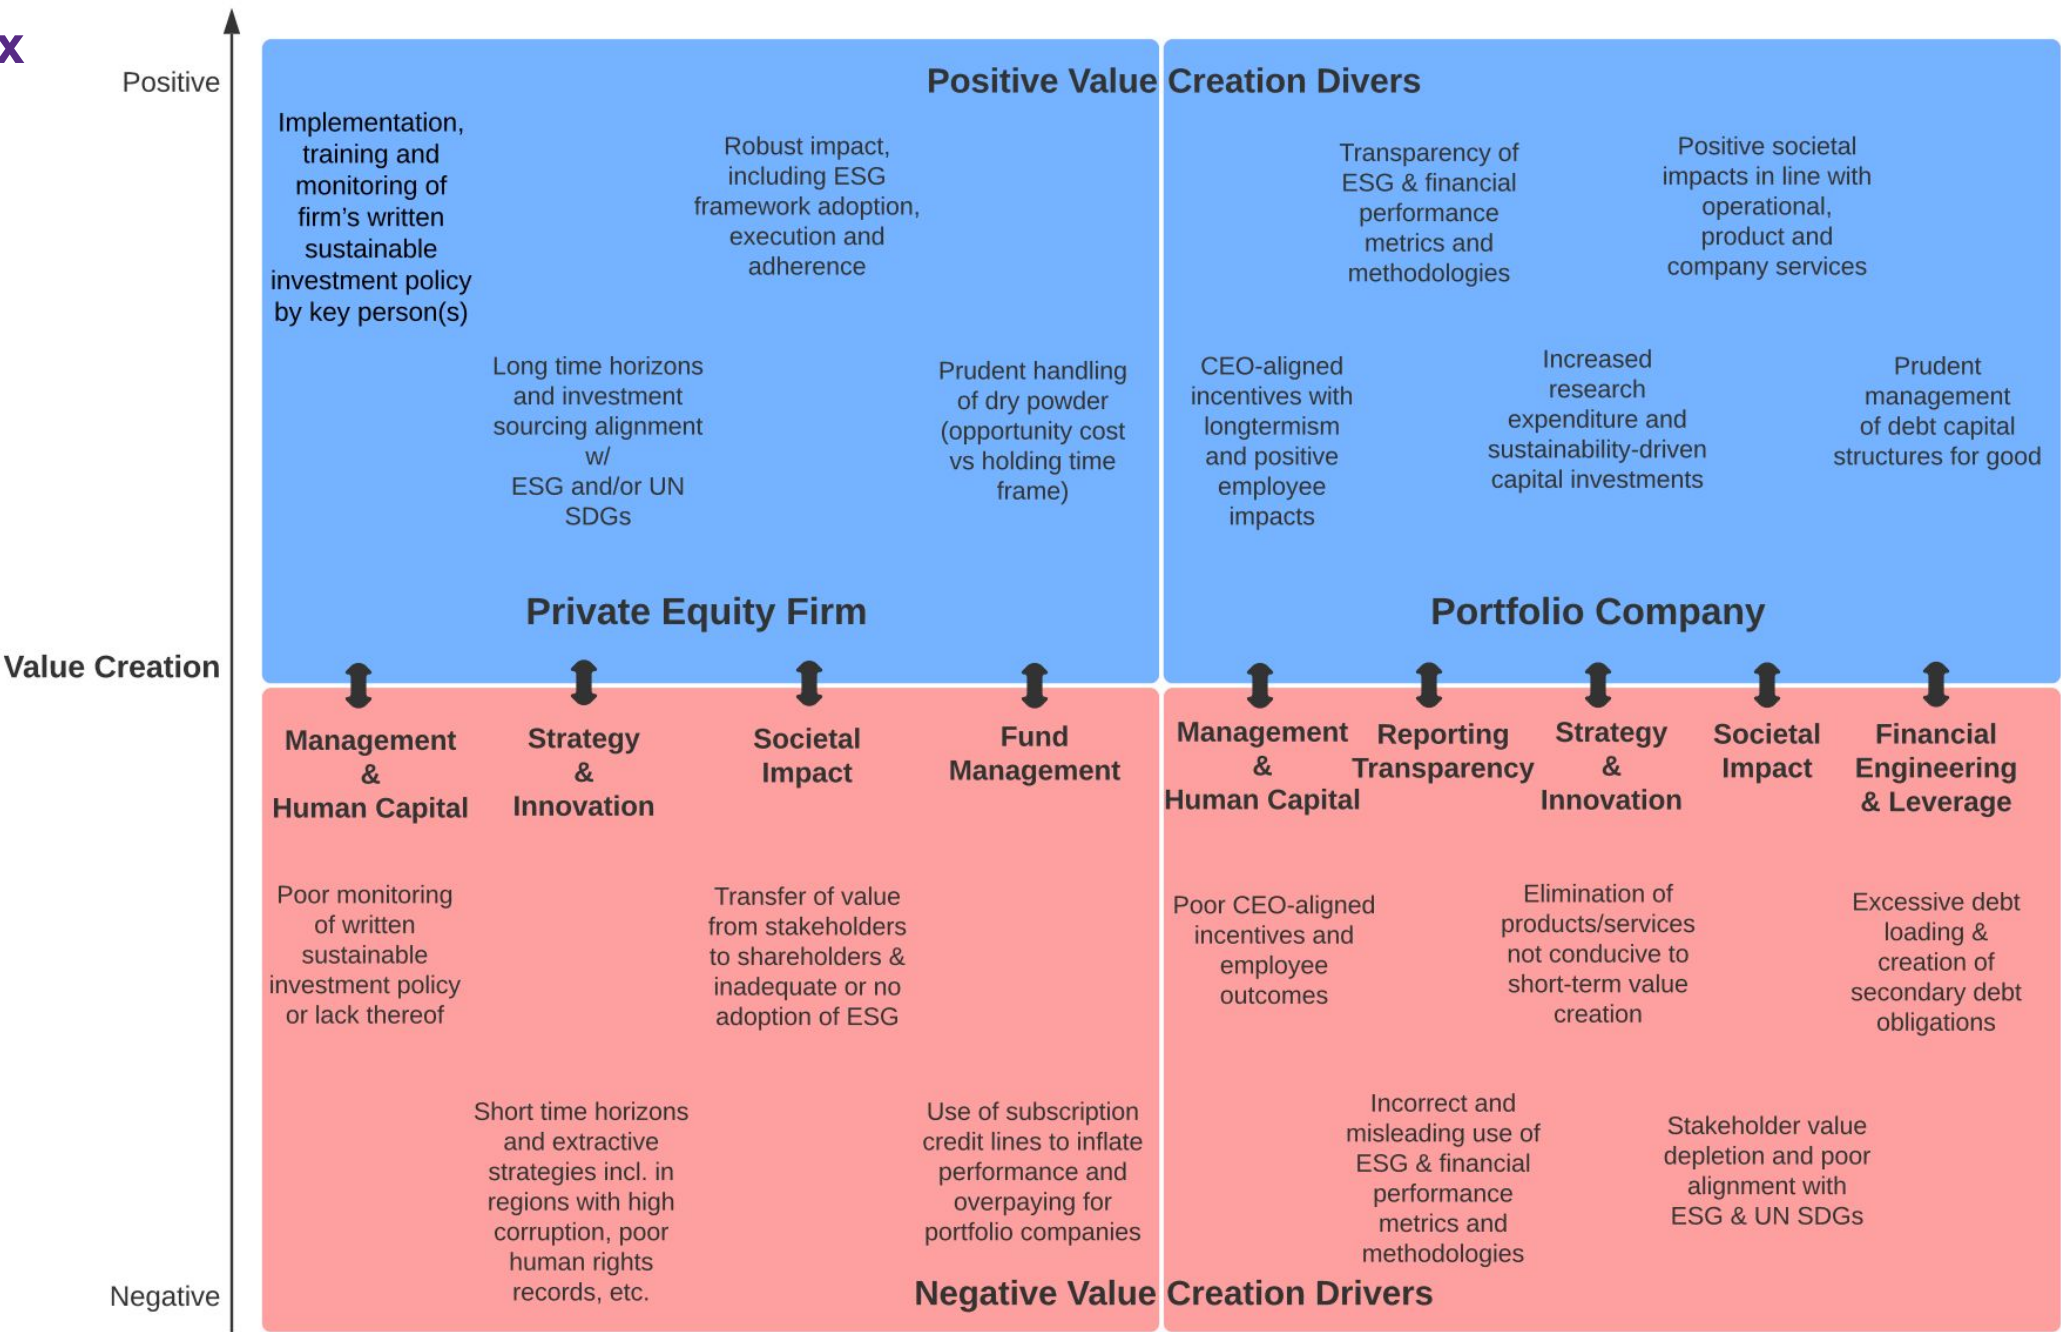 x
Positive
Positive Value Creation Divers
Implementation,
training and
monitoring of
firm’s written
sustainable
investment policy
by key person(s)
Robust impact,
including ESG
framework adoption,
execution and
adherence
Transparency of
ESG & financial
performance
metrics and
methodologies
Positive societal
impacts in line with
operational,
product and
company services
Long time horizons
and investment
sourcing alignment
w/
ESG and/or UN
SDGs
Prudent handling
of dry powder
(opportunity cost
vs holding time
frame)
CEO-aligned
incentives with
longtermism
and positive
employee
impacts
Increased
research
expenditure and
sustainability-driven
capital investments
Prudent
management
of debt capital
structures for good
Private Equity Firm
Portfolio Company
Value Creation
Management
&
Human Capital
Strategy
&
Innovation
Societal
Impact
Fund
Management
Management
&
Human Capital
Reporting
Transparency
Strategy
&
Innovation
Societal
Impact
Financial
Engineering
& Leverage
Poor monitoring
of written
sustainable
investment policy
or lack thereof
Transfer of value
from stakeholders
to shareholders &
inadequate or no
adoption of ESG
Poor CEO-aligned
incentives and
employee
outcomes
Elimination of
products/services
not conducive to
short-term value
creation
Excessive debt
loading &
creation of
secondary debt
obligations
Short time horizons
and extractive
strategies incl. in
regions with high
corruption, poor
human rights
records, etc.
Use of subscription
credit lines to inflate
performance and
overpaying for
portfolio companies
Incorrect and
misleading use of
ESG & financial
performance
metrics and
methodologies
Stakeholder value
depletion and poor
alignment with
ESG & UN SDGs
Negative
Negative Value Creation Drivers